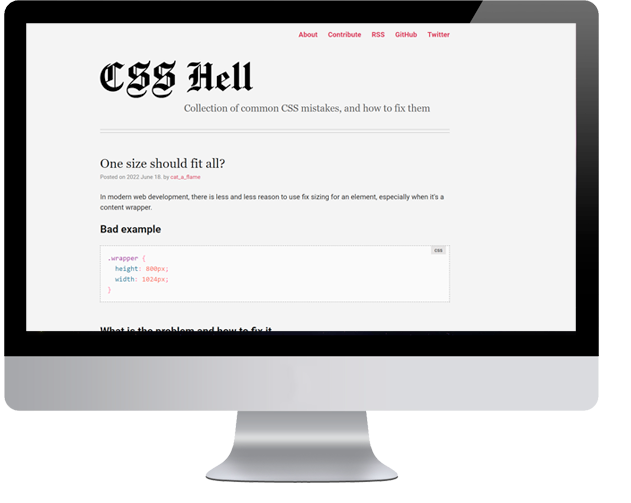 About Contribute RSS GitHub Twitter
CSS Hell
Collection of common CSS mistakes, and how to fix them
One size should fit all?
Posted on 2022 June 18. by cat_a_flame
In modern web development, there is less and less reason to use fix sizing for an element, especially when it's a
content wrapper.
Bad example
css
.wrapper {
height: 800px;
width: 1024px;
}
What is the problem and how to fix it